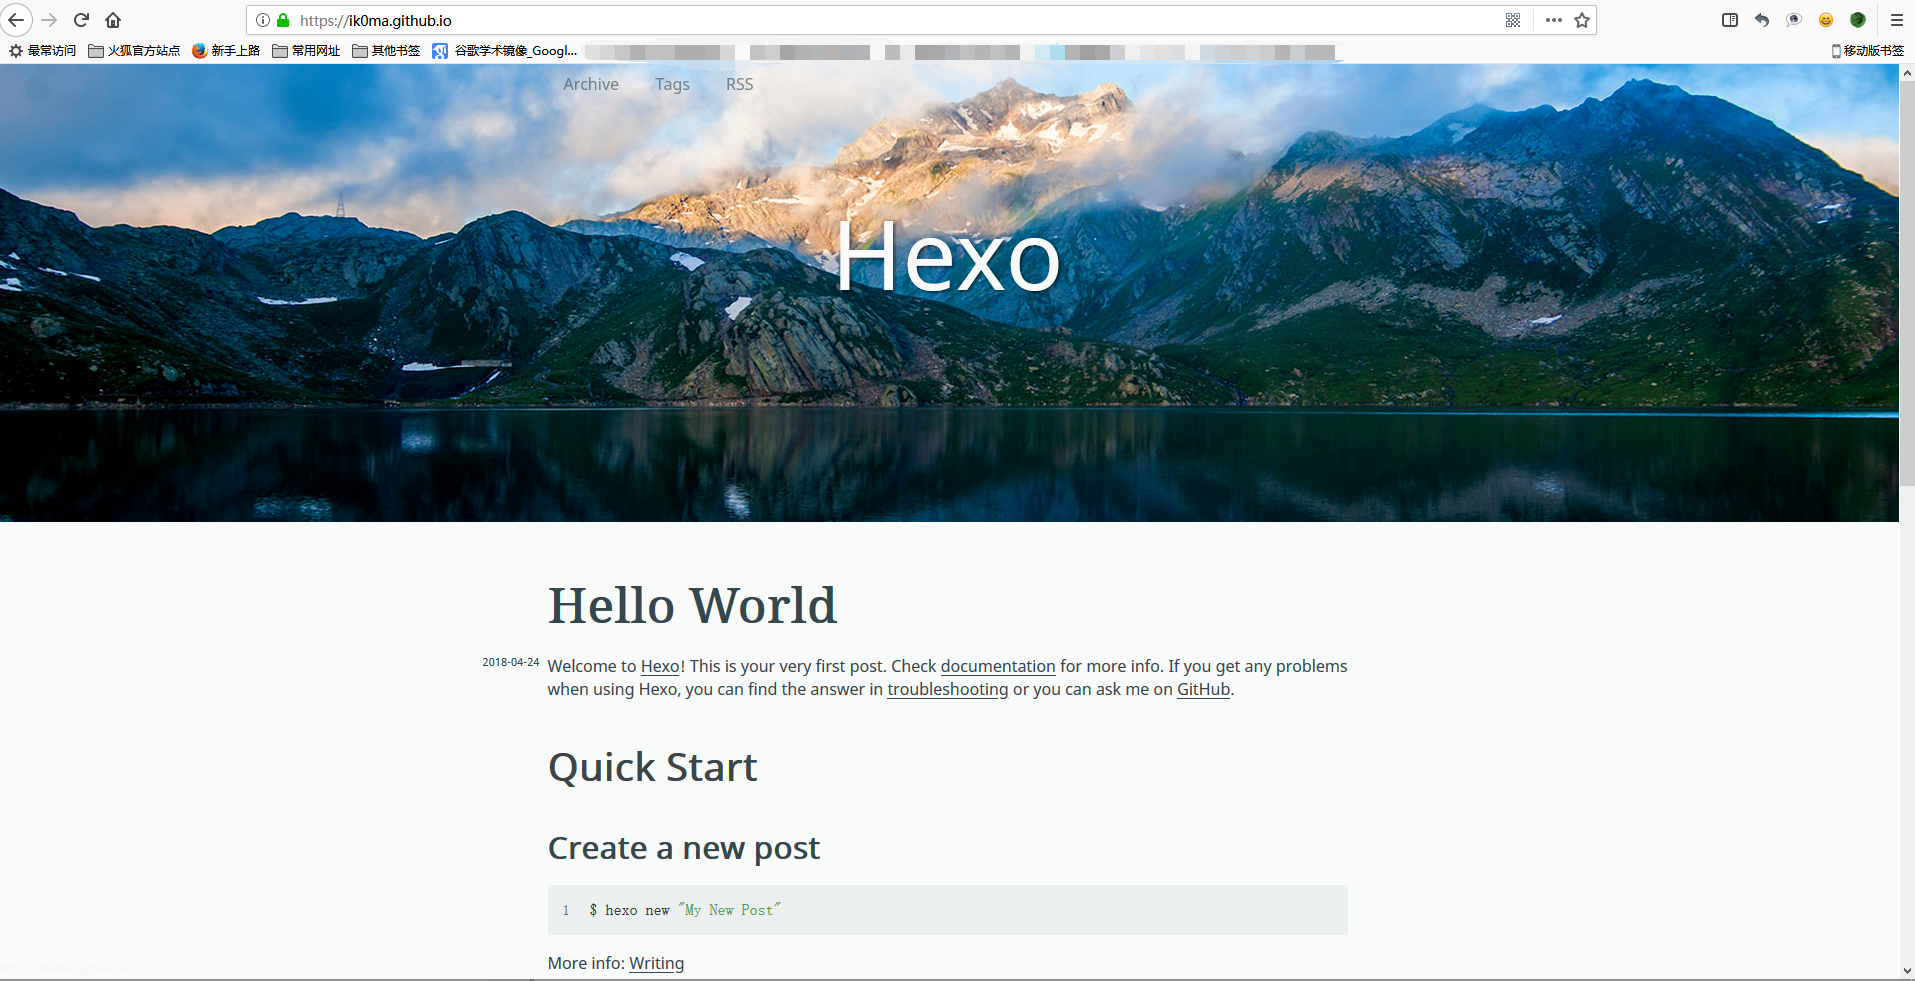 https://ik0ma.github.io
最常访问 火狐官方站点 新手上路 常用网址 其他书签 谷歌学术镜像_Googl... 移动版书签
Archive Tags RSS
Hexo
Hello World
2018-04-24 Welcome to Hexo! This is your very first post. Check documentation for more info. If you get any problems
when using Hexo, you can find the answer in troubleshooting or you can ask me on GitHub.
Quick Start
Create a new post
1 $ hexo new "My New Post"
More info: Writing